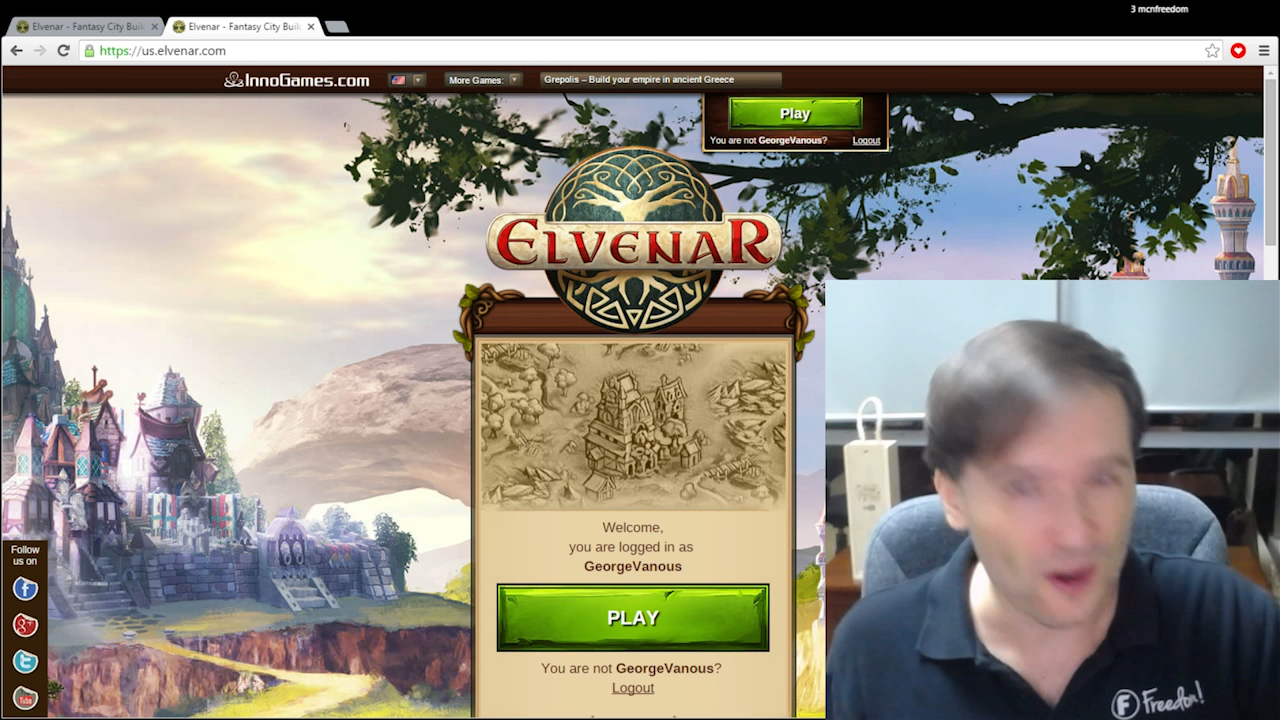 3 mcnfreedom
Elvenar - Fantasy City Buil
Elvenar - Fantasy City Buil
https://us.elvenar.com
InnoGames.com
More Games:
Grepolis – Build your empire in ancient Greece
Play
You are not GeorgeVanous?
Logout
ELVENAR
Welcome,
you are logged in as
GeorgeVanous
PLAY
You are not GeorgeVanous?
Logout
Follow
us on
f
g+
t
Tube
F Freedom!